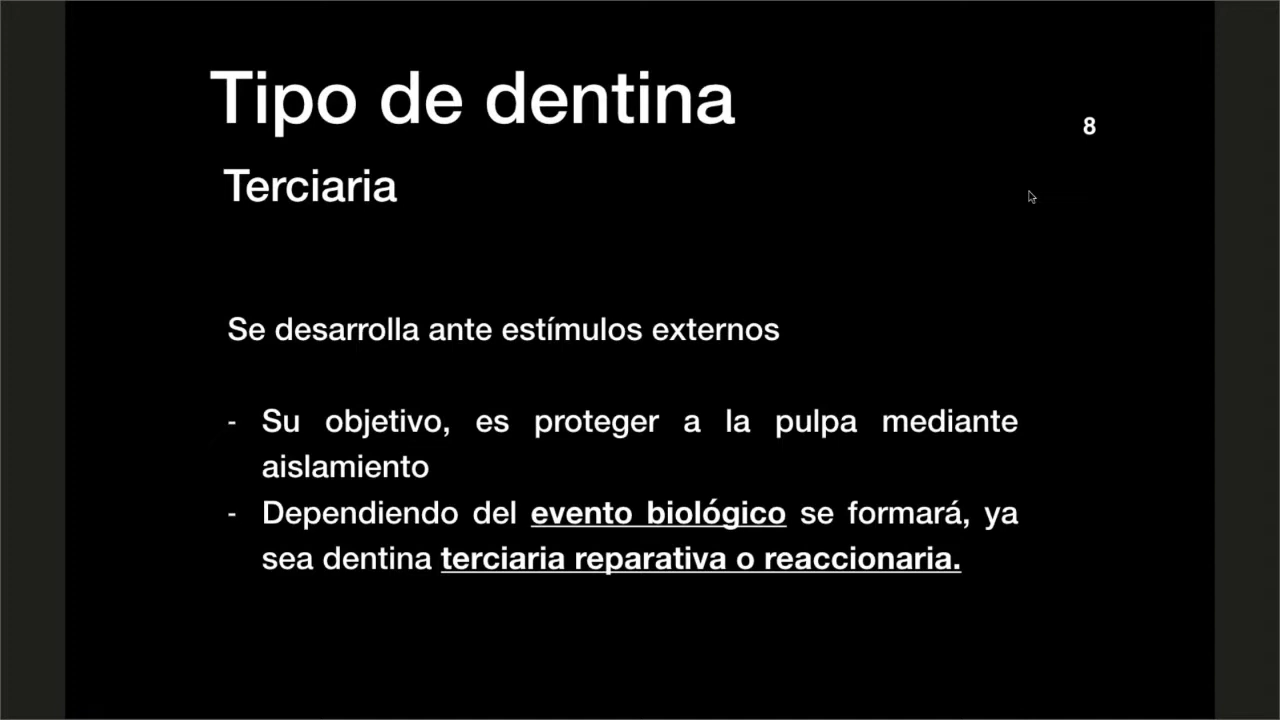 Tipo de dentina
8
Terciaria
Se desarrolla ante estímulos externos
- Su objetivo, es proteger a la pulpa mediante
aislamiento
- Dependiendo del evento biológico se formará, ya
sea dentina terciaria reparativa o reaccionaria.